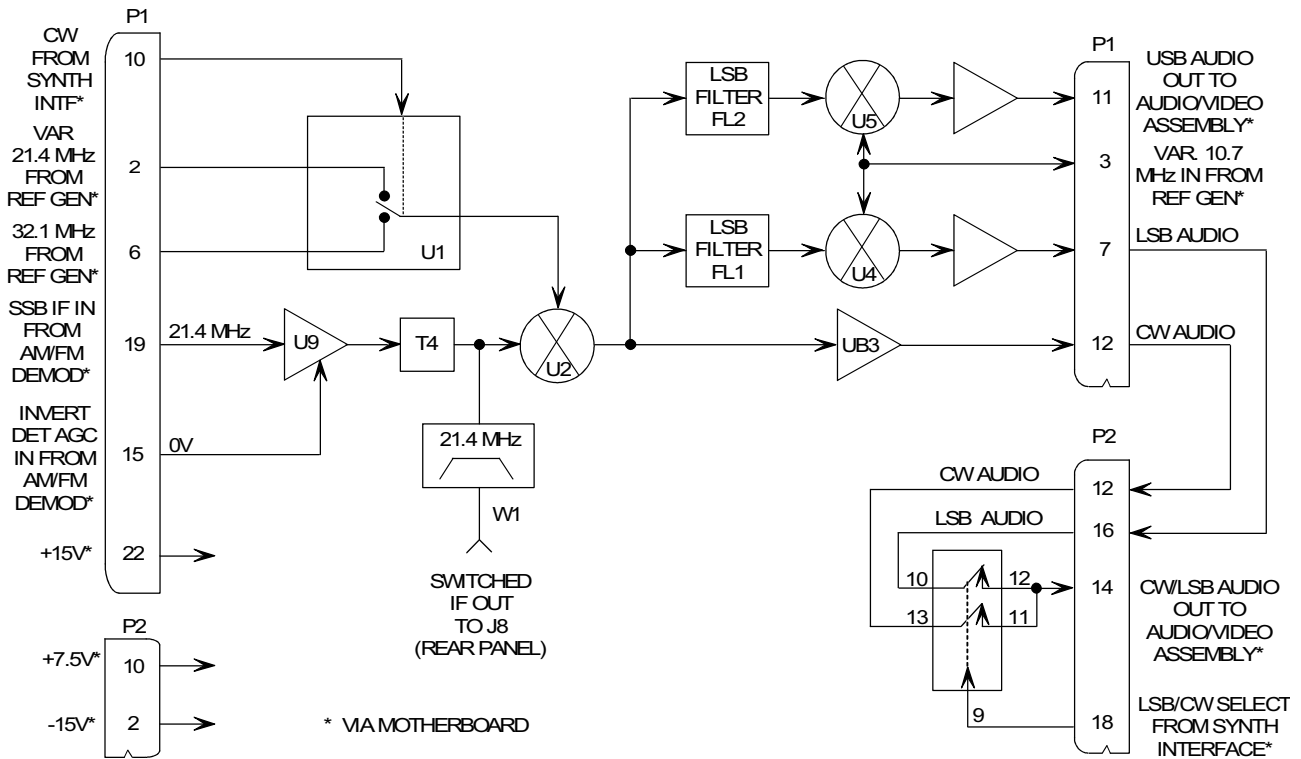 P1
CW
FROM
SYNTH
INTF*
10
VAR
21.4 MHz
FROM
REF GEN*
2
32.1 MHz
FROM
REF GEN*
6
SSB IF IN
FROM
AM/FM
DEMOD*
19
21.4 MHz
INVERT
DET AGC
IN FROM
AM/FM
DEMOD*
15
0V
+15V*
22
P2
+7.5V*
10
-15V*
2
U1
U9
T4
U2
21.4 MHz
W1
SWITCHED
IF OUT
TO J8
(REAR PANEL)
* VIA MOTHERBOARD
LSB
FILTER
FL2
U5
LSB
FILTER
FL1
U4
UB3
P1
11
USB AUDIO
OUT TO
AUDIO/VIDEO
ASSEMBLY*
3
VAR. 10.7
MHz IN FROM
REF GEN*
7
LSB AUDIO
12
CW AUDIO
P2
CW AUDIO
12
LSB AUDIO
16
10
12
13
11
14
CW/LSB AUDIO
OUT TO
AUDIO/VIDEO
ASSEMBLY*
9
18
LSB/CW SELECT
FROM SYNTH
INTERFACE*